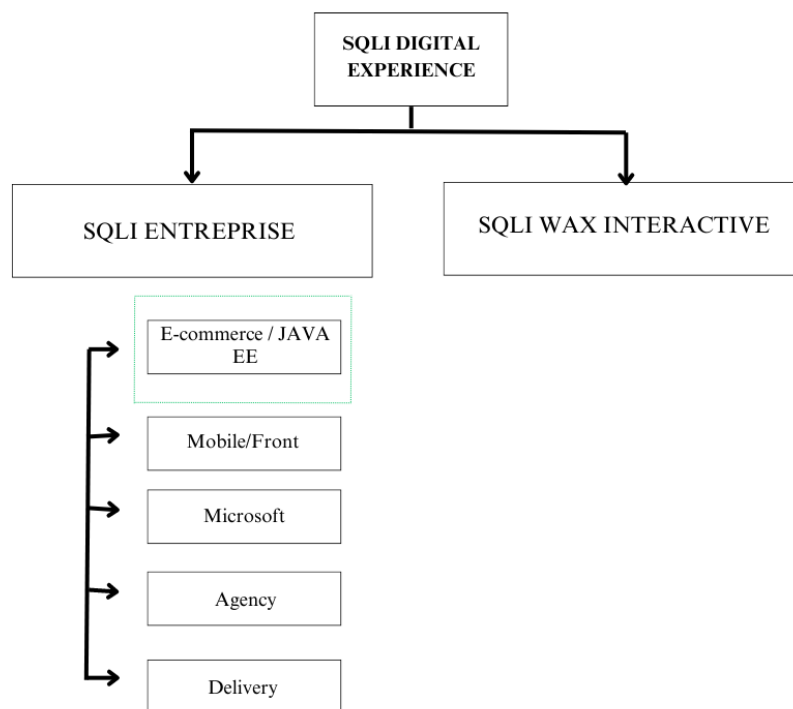 SQLI DIGITAL
EXPERIENCE
SQLI ENTREPRISE
SQLI WAX INTERACTIVE
E-commerce / JAVA
EE
Mobile/Front
Microsoft
Agency
Delivery